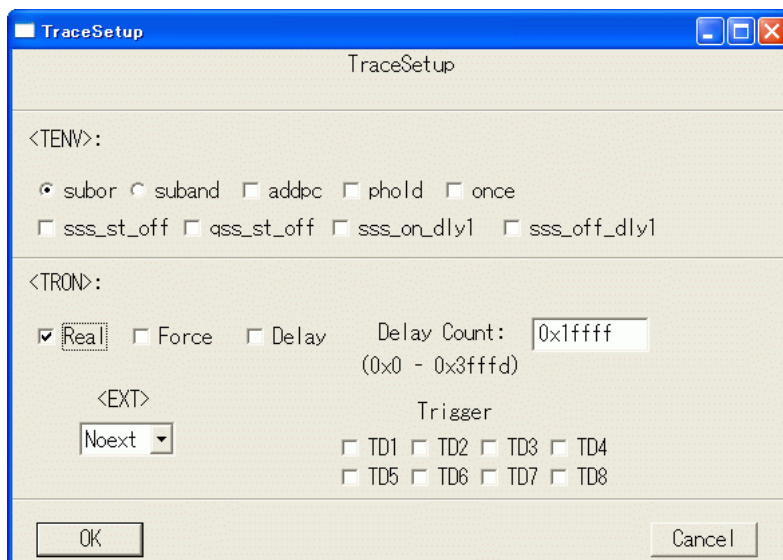 TraceSetup
TraceSetup
<TENV>:
subor suband addpc phold once
sss_st_off qss_st_off sss_on_dly1 sss_off_dly1
<TRON>:
Real Force Delay Delay Count: 0x1ffff
(0x0 - 0x3fffd)
<EXT>
Trigger
Noext
TD1 TD2 TD3 TD4
TD5 TD6 TD7 TD8
OK Cancel